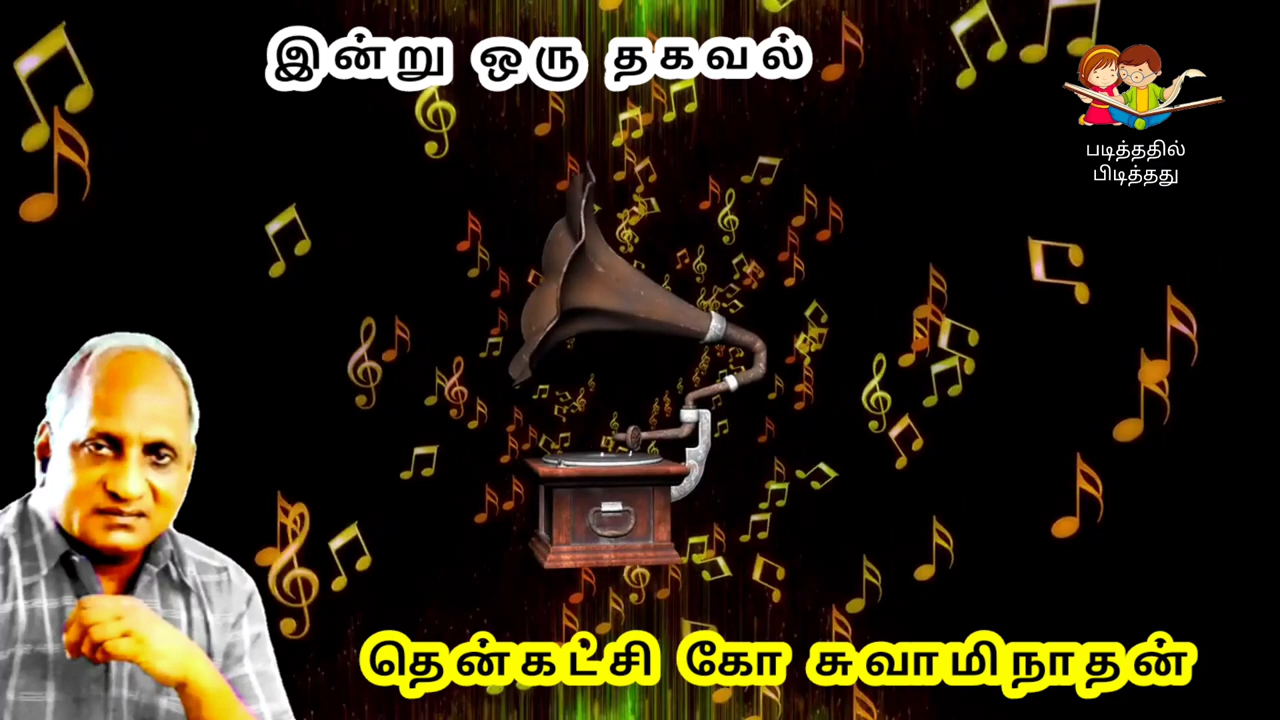 இன்று ஒரு தகவல்
படித்ததில்
பிடித்தது
தென்கட்சி கோ சுவாமிநாதன்